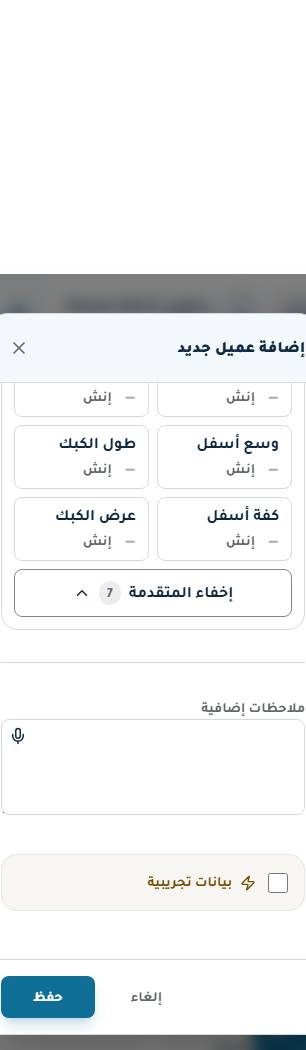 إضافة عميل جديد
— إنش — إنش
وسع أسفل طول الكبك
— إنش — إنش
كفة أسفل عرض الكبك
— إنش — إنش
إخفاء المتقدمة 7
ملاحظات إضافية
بيانات تجريبية
إلغاء حفظ